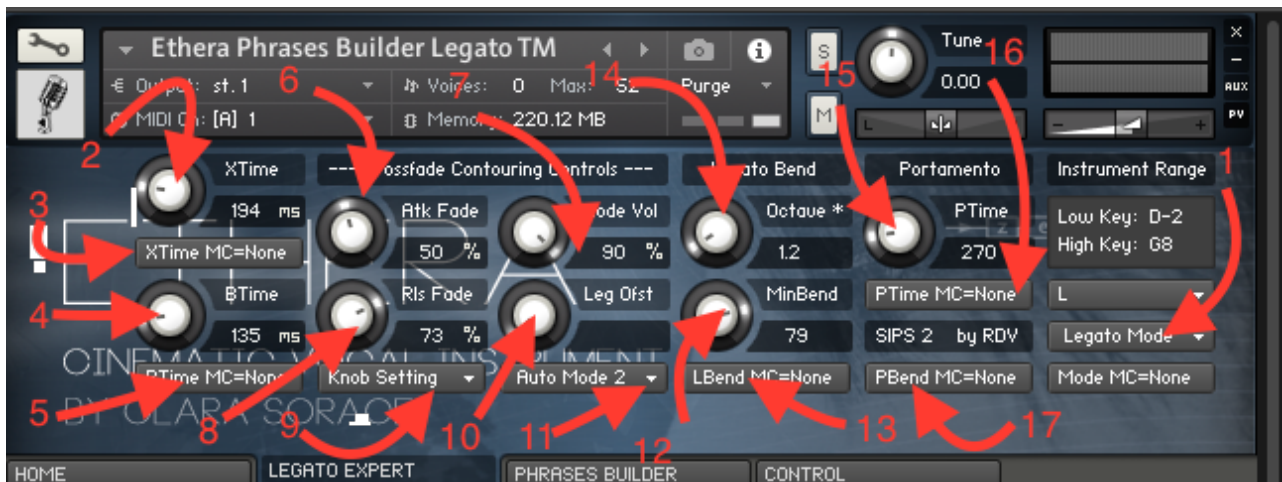 Ethera Phrases Builder Legato TM
Output: st. 1
Voices: 0 Max: 52
Purge
MIDI Ch: [A] 1
Memory: 220.12 MB
S
M
Tune
0.00
L
- +
X
-
AUX
PV
XTime
Crossfade Contouring Controls ---
Legato Bend
Portamento
Instrument Range
194 ms
XTime MC=None
Atk Fade
50 %
Node Vol
90 %
Octave *
1.2
PTime
270
Low Key: D-2
High Key: G8
BTime
135 ms
BTime MC=None
Rls Fade
73 %
Knob Setting
Leg Ofst
Auto Mode 2
MinBend
79
LBend MC=None
PTime MC=None
SIPS 2 by RDV
PBend MC=None
L
Legato Mode
Mode MC=None
CINEMATIC VOCAL INSTRUMENT
BY CLARA SORACE
HOME
LEGATO EXPERT
PHRASES BUILDER
CONTROL
1
2
3
4
5
6
7
8
9
10
11
12
13
14
15
16
17